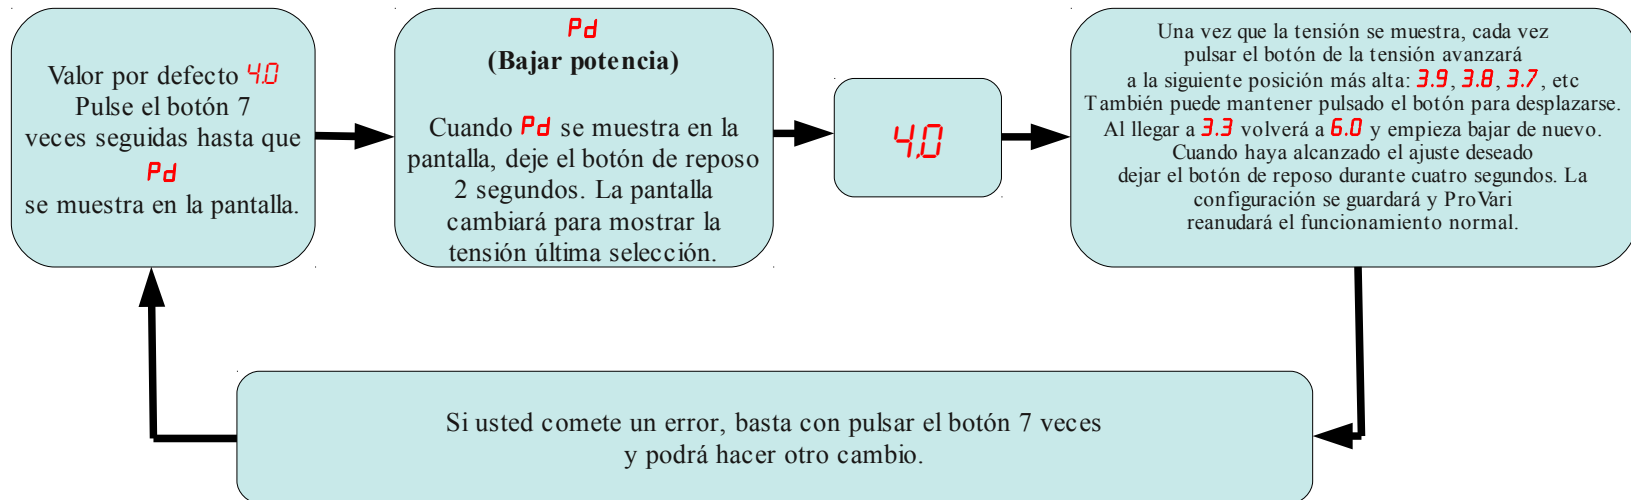 Valor por defecto 4.0
Pulse el botón 7
veces seguidas hasta que
Pd
se muestra en la pantalla.
Pd
(Bajar potencia)
Cuando Pd se muestra en la
pantalla, deje el botón de reposo
2 segundos. La pantalla
cambiará para mostrar la
tensión última selección.
4.0
Una vez que la tensión se muestra, cada vez
pulsar el botón de la tensión avanzará
a la siguiente posición más alta: 3.9, 3.8, 3.7, etc
También puede mantener pulsado el botón para desplazarse.
Al llegar a 3.3 volverá a 6.0 y empieza bajar de nuevo.
Cuando haya alcanzado el ajuste deseado
dejar el botón de reposo durante cuatro segundos. La
configuración se guardará y ProVari
reanudará el funcionamiento normal.
Si usted comete un error, basta con pulsar el botón 7 veces
y podrá hacer otro cambio.